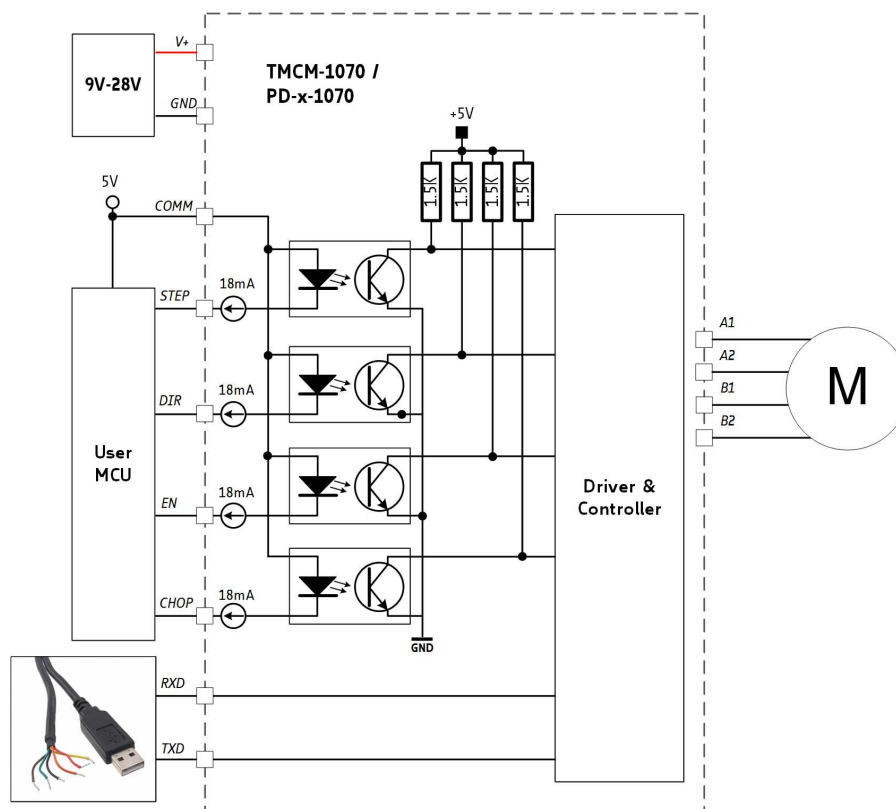 V+
9V-28V
GND
TMCM-1070 /
PD-x-1070
+5V
1.5K
1.5K
1.5K
1.5K
5V
COMM
STEP
18mA
DIR
18mA
User
MCU
EN
18mA
CHOP
18mA
GND
Driver &
Controller
A1
A2
B1
B2
M
RXD
TXD